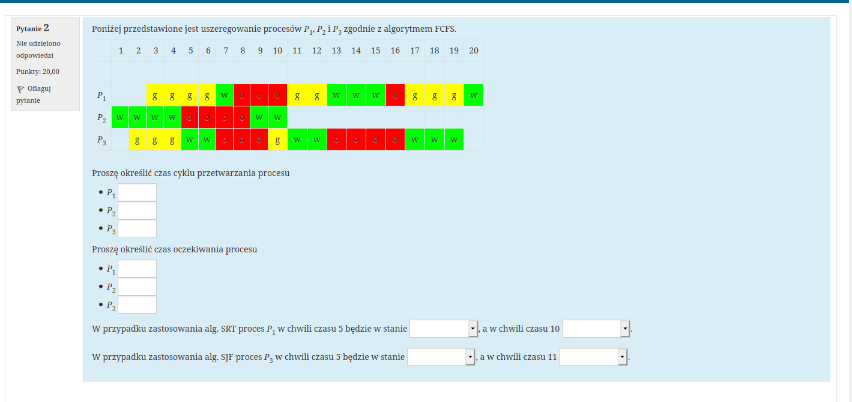 Pytanie 2
Nie udzielono
odpowiedzi
Punkty: 20,00
Oflaguj
pytanie
Poniżej przedstawione jest uszeregowanie procesów P1, P2 i P3 zgodnie z algorytmem FCFS.
1 2 3 4 5 6 7 8 9 10 11 12 13 14 15 16 17 18 19 20
P1 g g g g w o o o g g w w w o g g g w
P2 w w w w o o o o w w
P3 g g g w w o o o g w w o o o o w w w
Proszę określić czas cyklu przetwarzania procesu
• P1
• P2
• P3
Proszę określić czas oczekiwania procesu
• P1
• P2
• P3
W przypadku zastosowania alg. SRT proces P1 w chwili czasu 5 będzie w stanie , a w chwili czasu 10 .
W przypadku zastosowania alg. SJF proces P3 w chwili czasu 5 będzie w stanie , a w chwili czasu 11 .